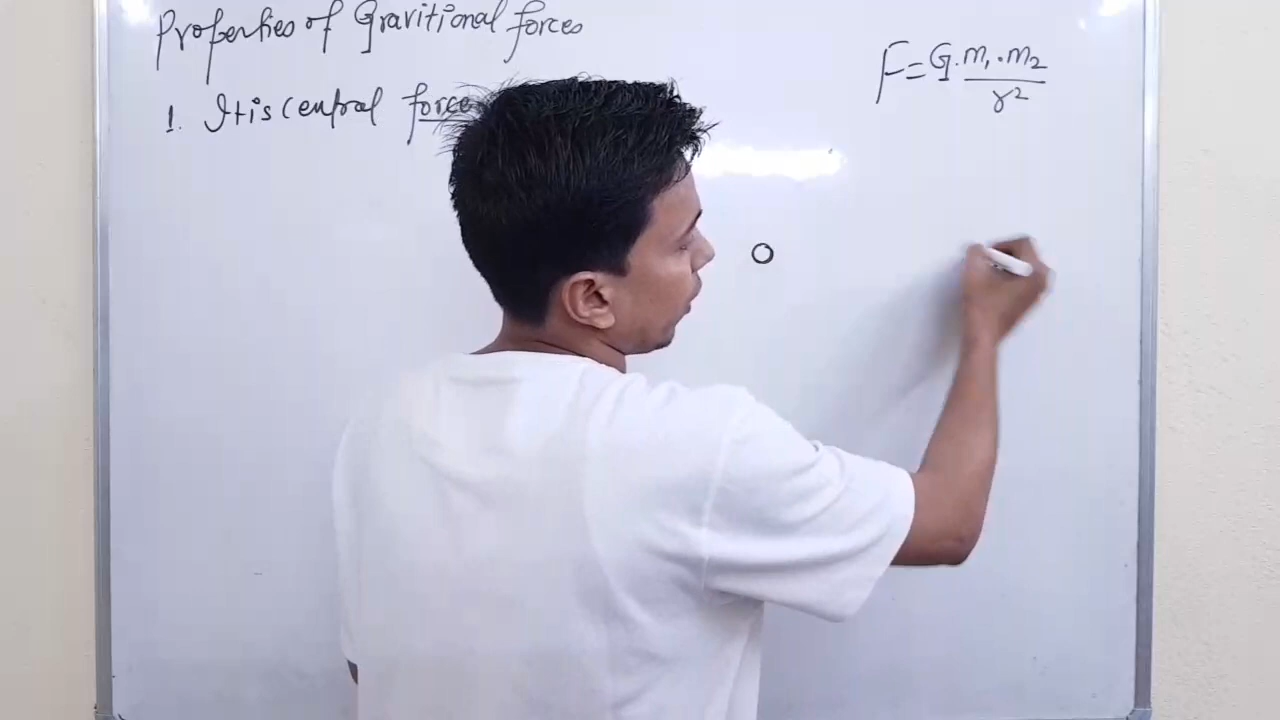 Properties of Gravitional forces
F = G.m₁.m₂
r²
1. It is central force